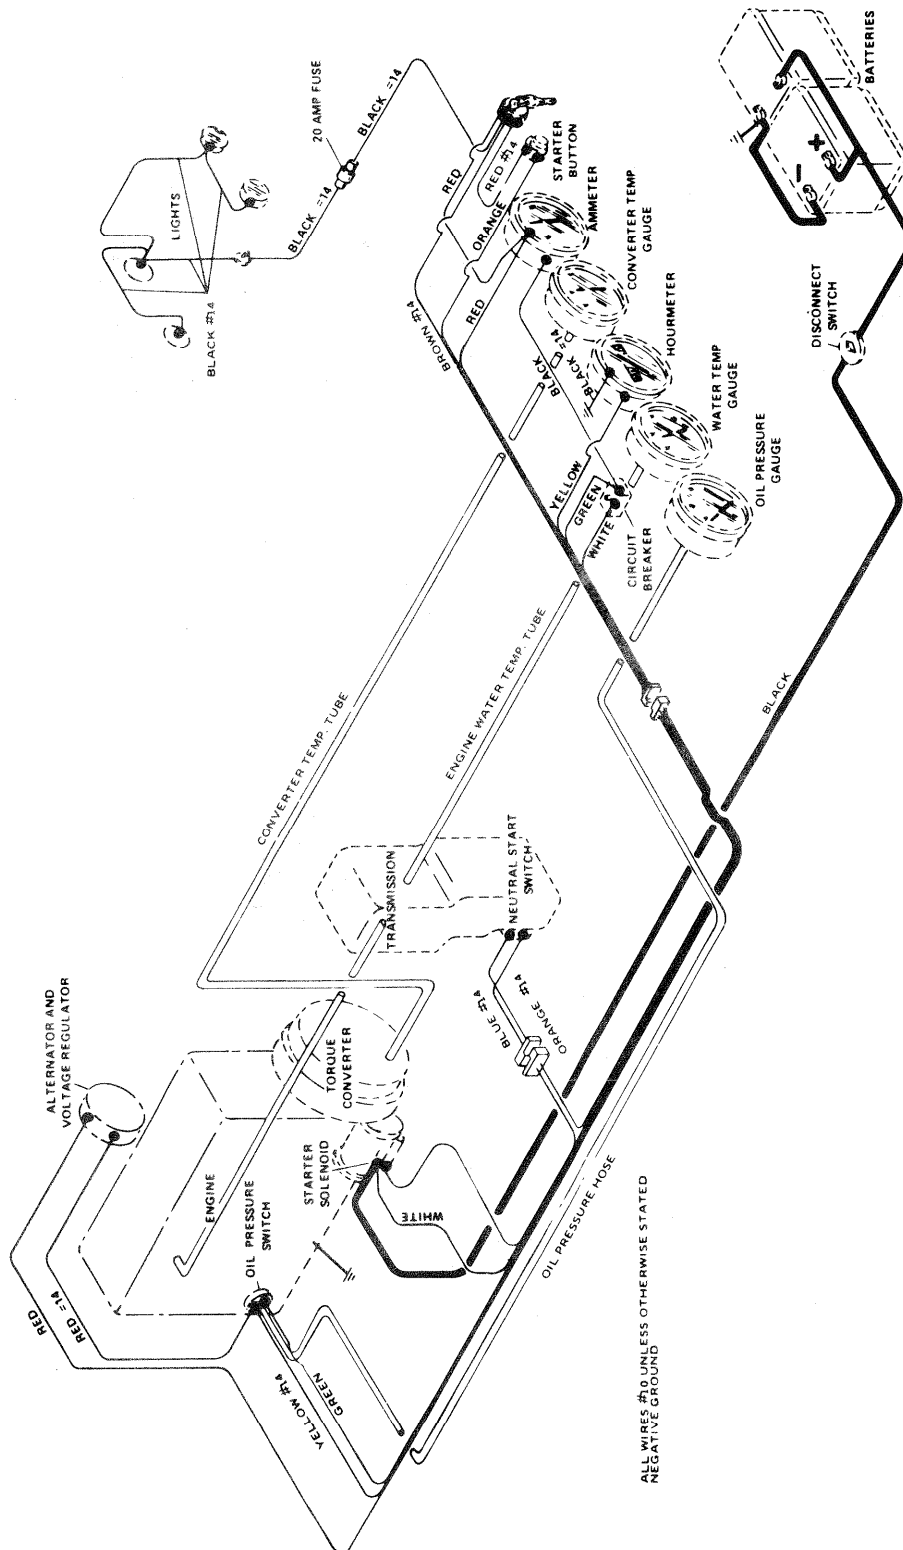 ALTERNATOR AND
VOLTAGE REGULATOR
RED
RED #14
ENGINE
OIL PRESSURE
SWITCH
YELLOW #14
GREEN
STARTER
SOLENOID
WHITE
TORQUE
CONVERTER
TRANSMISSION
NEUTRAL START
SWITCH
BLUE #14
ORANGE #14
OIL PRESSURE HOSE
CONVERTER TEMP. TUBE
ENGINE WATER TEMP. TUBE
BLACK #14
LIGHTS
BLACK #14
20 AMP FUSE
BLACK #14
BROWN #14
RED
RED #14
ORANGE
RED
STARTER
BUTTON
AMMETER
CONVERTER TEMP
GAUGE
BLACK
BLACK #14
HOURMETER
YELLOW
GREEN
WHITE
CIRCUIT
BREAKER
WATER TEMP
GAUGE
OIL PRESSURE
GAUGE
BLACK
DISCONNECT
SWITCH
BATTERIES
-
+
ALL WIRES #10 UNLESS OTHERWISE STATED
NEGATIVE GROUND